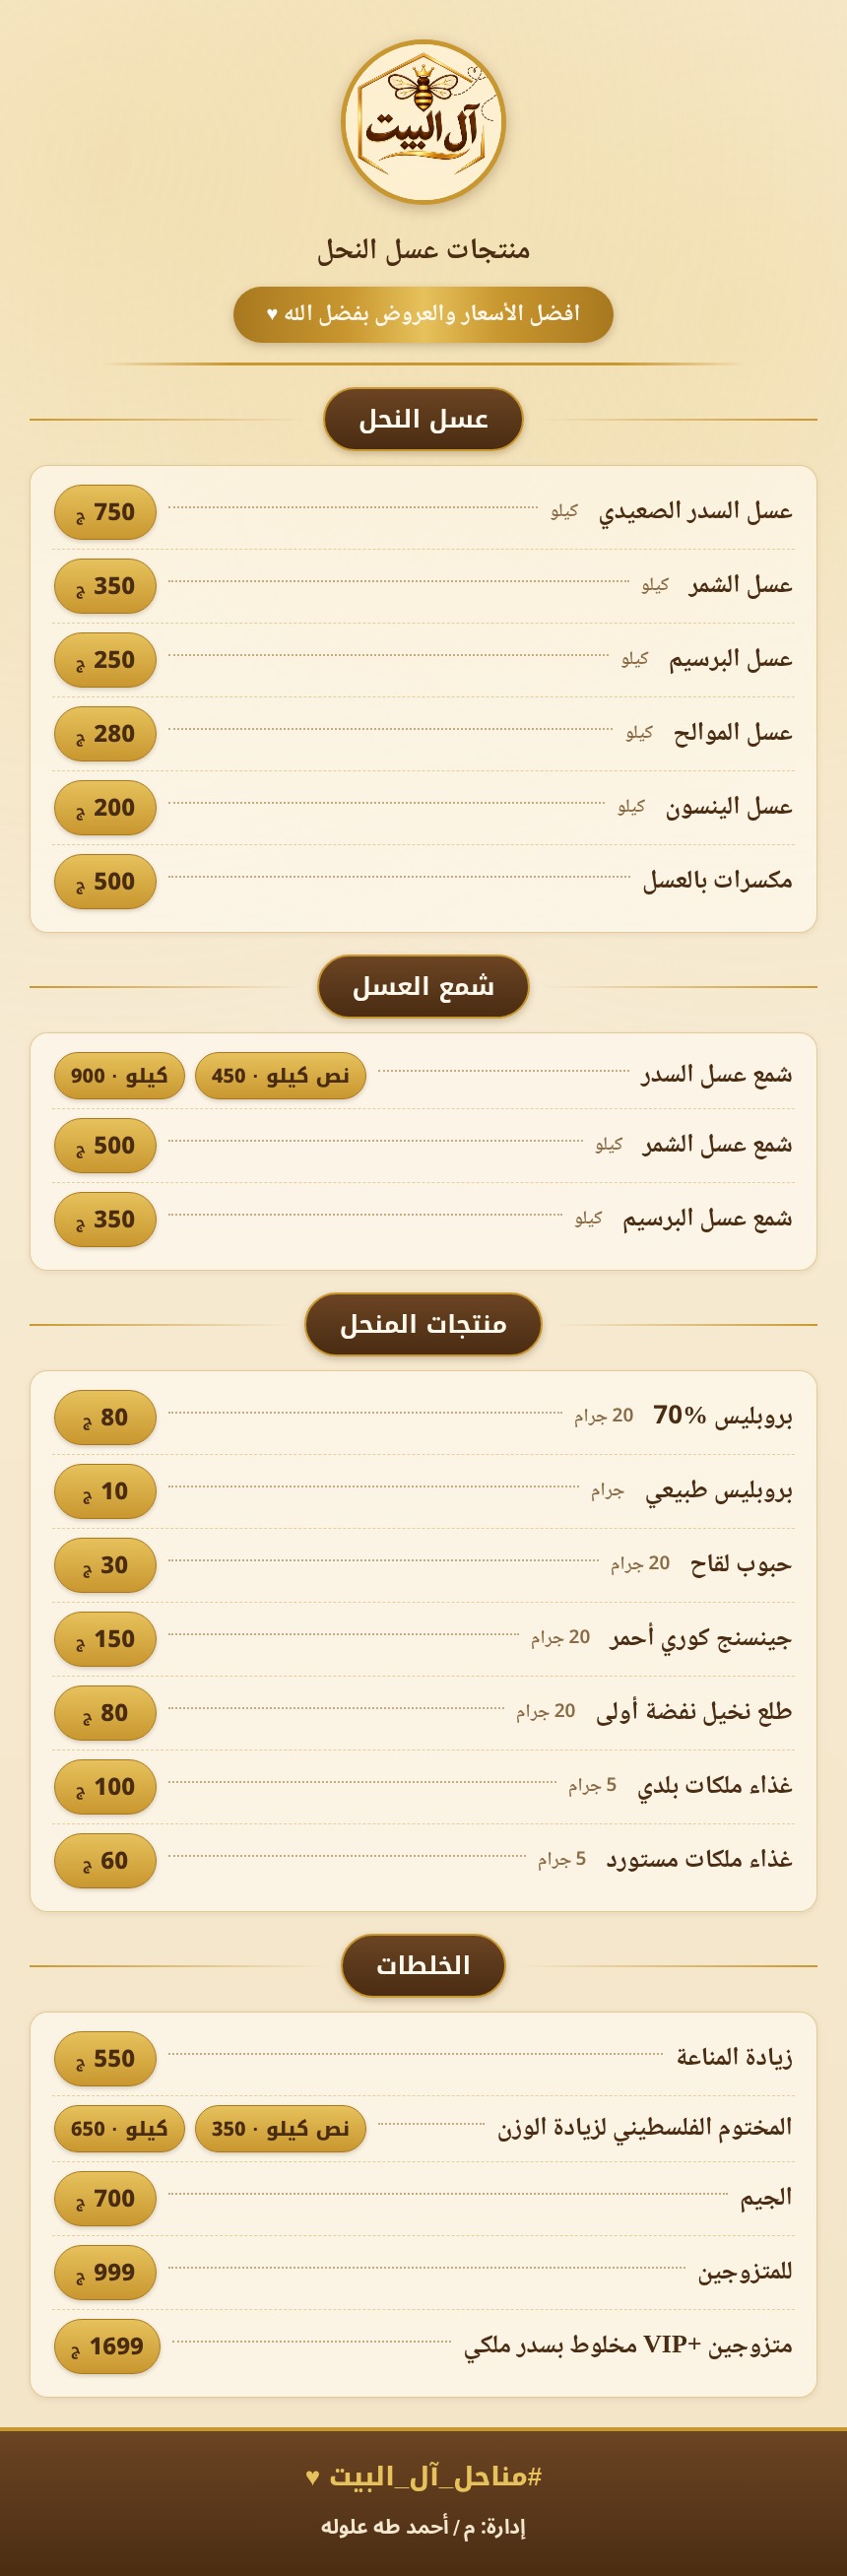 آل البيت
منتجات عسل النحل
افضل الأسعار والعروض بفضل الله ♥
عسل النحل
عسل السدر الصعيدي كيلو 750 ج
عسل الشمر كيلو 350 ج
عسل البرسيم كيلو 250 ج
عسل الموالح كيلو 280 ج
عسل الينسون كيلو 200 ج
مكسرات بالعسل 500 ج
شمع العسل
شمع عسل السدر نص كيلو · 450 كيلو · 900
شمع عسل الشمر كيلو 500 ج
شمع عسل البرسيم كيلو 350 ج
منتجات المنحل
بروبليس 70% 20 جرام 80 ج
بروبليس طبيعي جرام 10 ج
حبوب لقاح 20 جرام 30 ج
جينسنج كوري أحمر 20 جرام 150 ج
طلع نخيل نفضة أولى 20 جرام 80 ج
غذاء ملكات بلدي 5 جرام 100 ج
غذاء ملكات مستورد 5 جرام 60 ج
الخلطات
زيادة المناعة 550 ج
المختوم الفلسطيني لزيادة الوزن نص كيلو · 350 كيلو · 650
الجيم 700 ج
للمتزوجين 999 ج
متزوجين +VIP مخلوط بسدر ملكي 1699 ج
#مناحل_آل_البيت ♥
إدارة: م / أحمد طه علوله